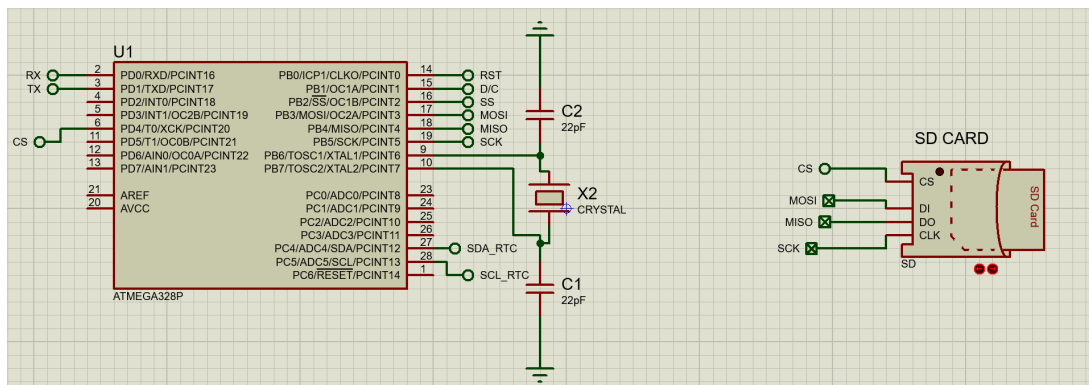 U1
RX 2 PD0/RXD/PCINT16 PB0/ICP1/CLKO/PCINT0 14 RST
TX 3 PD1/TXD/PCINT17 PB1/OC1A/PCINT1 15 D/C
4 PD2/INT0/PCINT18 PB2/SS/OC1B/PCINT2 16 SS
5 PD3/INT1/OC2B/PCINT19 PB3/MOSI/OC2A/PCINT3 17 MOSI
CS 6 PD4/T0/XCK/PCINT20 PB4/MISO/PCINT4 18 MISO
11 PD5/T1/OC0B/PCINT21 PB5/SCK/PCINT5 19 SCK
12 PD6/AIN0/OC0A/PCINT22 PB6/TOSC1/XTAL1/PCINT6 9
13 PD7/AIN1/PCINT23 PB7/TOSC2/XTAL2/PCINT7 10
21 AREF PC0/ADC0/PCINT8 23
20 AVCC PC1/ADC1/PCINT9 24
PC2/ADC2/PCINT10 25
PC3/ADC3/PCINT11 26
PC4/ADC4/SDA/PCINT12 27 SDA_RTC
PC5/ADC5/SCL/PCINT13 28
PC6/RESET/PCINT14 1 SCL_RTC
ATMEGA328P
C2
22pF
X2
CRYSTAL
C1
22pF
SD CARD
CS CS
MOSI DI
MISO DO
SCK CLK
SD
SD Card